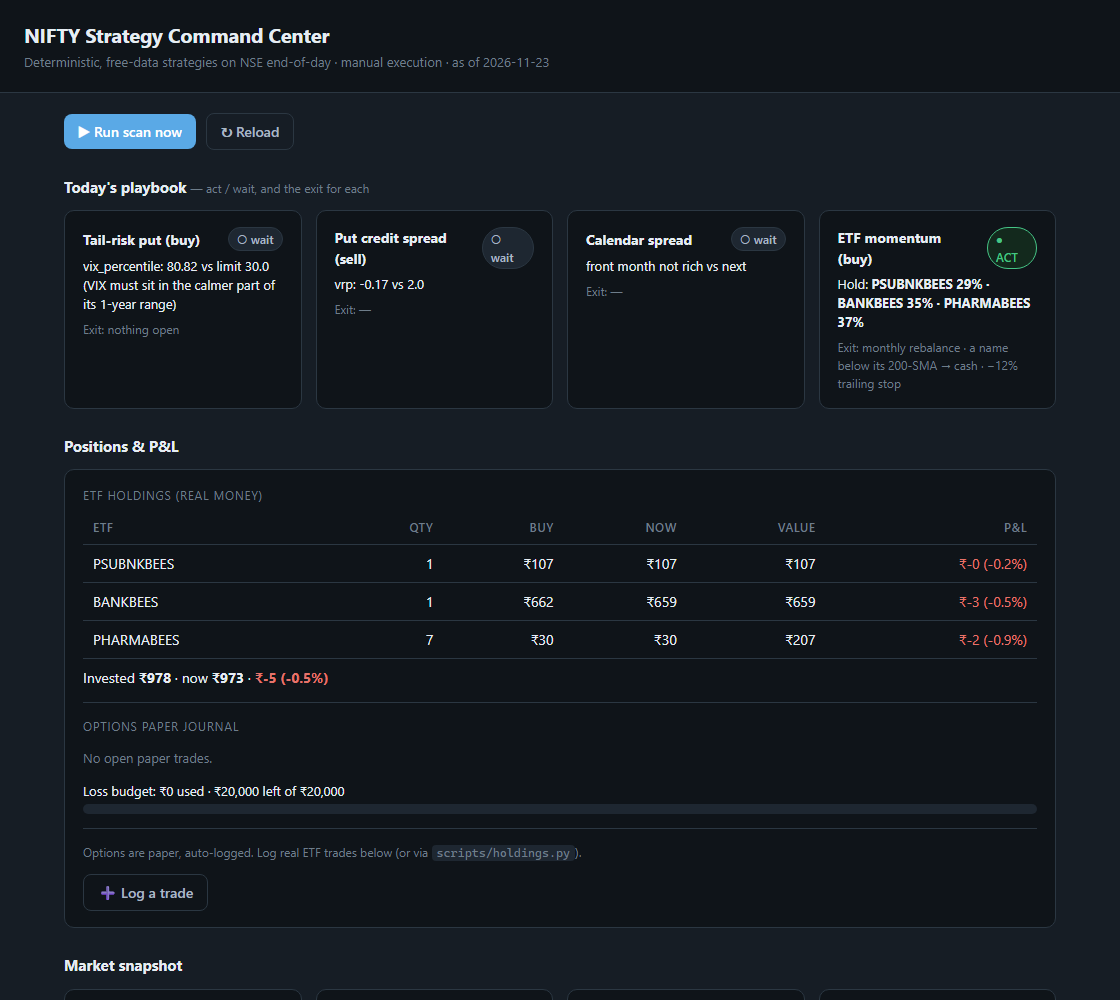 NIFTY Strategy Command Center
Deterministic, free-data strategies on NSE end-of-day · manual execution · as of 2026-11-23
▶ Run scan now
↻ Reload
Today's playbook — act / wait, and the exit for each
Tail-risk put (buy)
○ wait
vix_percentile: 80.82 vs limit 30.0
(VIX must sit in the calmer part of
its 1-year range)
Exit: nothing open
Put credit spread
(sell)
○
wait
vrp: -0.17 vs 2.0
Exit: —
Calendar spread
○ wait
front month not rich vs next
Exit: —
ETF momentum
(buy)
●
ACT
Hold: PSUBNKBEES 29% ·
BANKBEES 35% · PHARMABEES
37%
Exit: monthly rebalance · a name
below its 200-SMA → cash · −12%
trailing stop
Positions & P&L
ETF HOLDINGS (REAL MONEY)
ETF QTY BUY NOW VALUE P&L
PSUBNKBEES 1 ₹107 ₹107 ₹107 ₹-0 (-0.2%)
BANKBEES 1 ₹662 ₹659 ₹659 ₹-3 (-0.5%)
PHARMABEES 7 ₹30 ₹30 ₹207 ₹-2 (-0.9%)
Invested ₹978 · now ₹973 · ₹-5 (-0.5%)
OPTIONS PAPER JOURNAL
No open paper trades.
Loss budget: ₹0 used · ₹20,000 left of ₹20,000
Options are paper, auto-logged. Log real ETF trades below (or via scripts/holdings.py ).
➕ Log a trade
Market snapshot